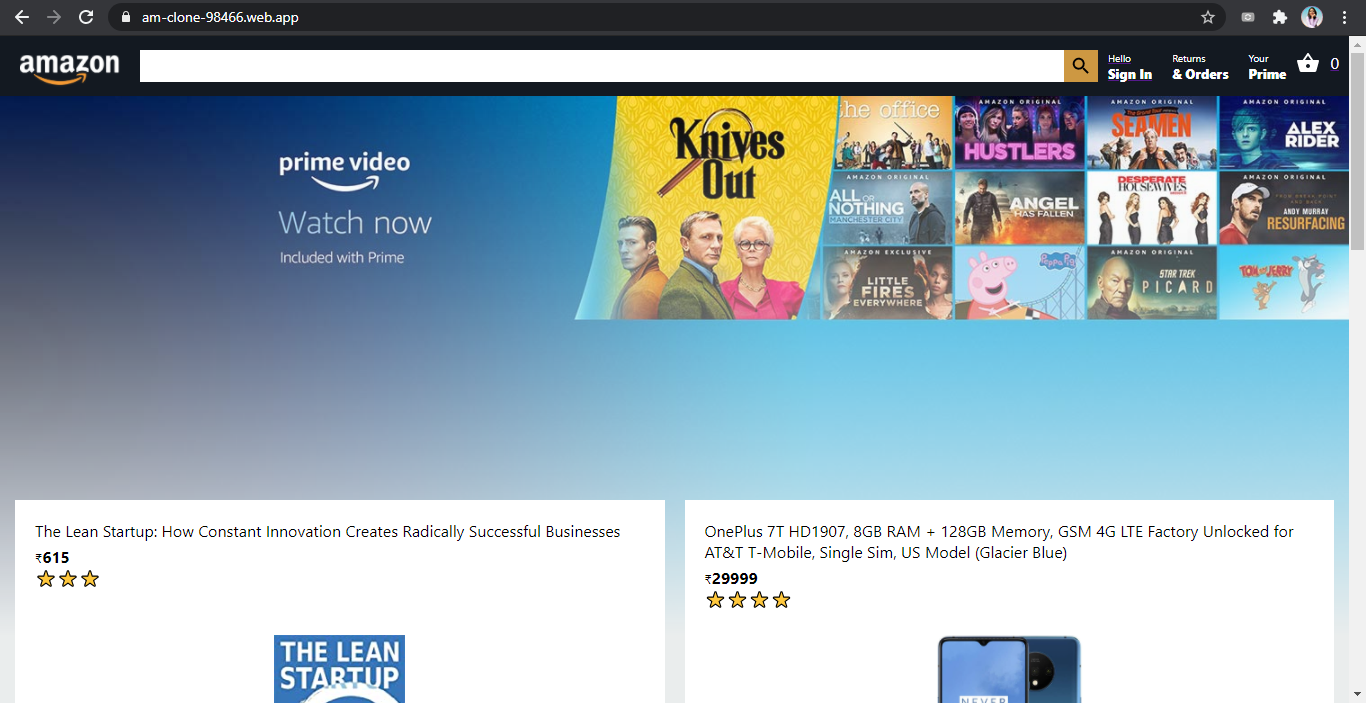 am-clone-98466.web.app
amazon
Hello
Sign In
Returns
& Orders
Your
Prime
0
prime video
Watch now
Included with Prime
Knives
Out
the office
AMAZON ORIGINAL
HUSTLERS
AMAZON ORIGINAL
SEAMEN
AMAZON ORIGINAL
ALEX
RIDER
AMAZON ORIGINAL
ALL OR
NOTHING
MANCHESTER CITY
ANGEL
HAS FALLEN
DESPERATE
HOUSEWIVES
AMAZON ORIGINAL
FROM BREAK POINT
AND BACK
ANDY MURRAY
RESURFACING
AMAZON EXCLUSIVE
LITTLE
FIRES
EVERYWHERE
Peppa Pig
AMAZON ORIGINAL
STAR TREK
PICARD
TOM AND JERRY
The Lean Startup: How Constant Innovation Creates Radically Successful Businesses
₹615
THE LEAN
STARTUP
OnePlus 7T HD1907, 8GB RAM + 128GB Memory, GSM 4G LTE Factory Unlocked for
AT&T T-Mobile, Single Sim, US Model (Glacier Blue)
₹29999
NEVER